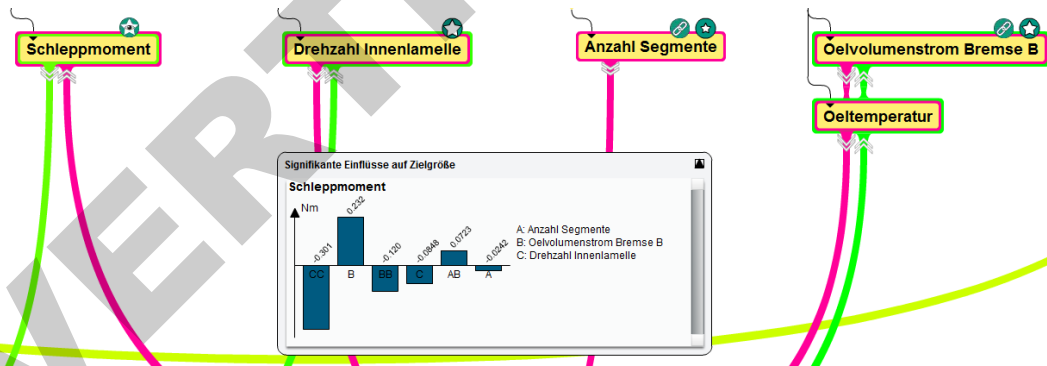 Schleppmoment
Drehzahl Innenlamelle
Anzahl Segmente
Oelvolumenstrom Bremse B
Oeltemperatur
Signifikante Einflüsse auf Zielgröße
Schleppmoment
Nm
-0.301
0.232
-0.120
-0.0848
0.0723
-0.0242
CC
B
BB
C
AB
A
A: Anzahl Segmente
B: Oelvolumenstrom Bremse B
C: Drehzahl Innenlamelle
VERT